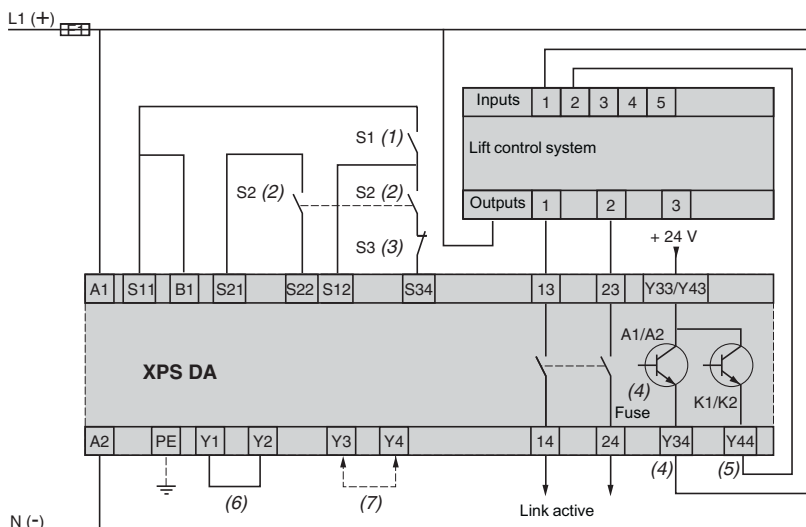 L1 (+)
F1
Inputs 1 2 3 4 5
S1 (1)
Lift control system
S2 (2) S2 (2)
Outputs 1 2 3
S3 (3)
+ 24 V
A1 S11 B1 S21 S22 S12 S34 13 23 Y33/Y43
A1/A2
XPS DA
(4)
K1/K2
Fuse
A2 PE Y1 Y2 Y3 Y4 14 24 Y34 Y44
(4) (5)
(6) (7)
Link active
N (-)